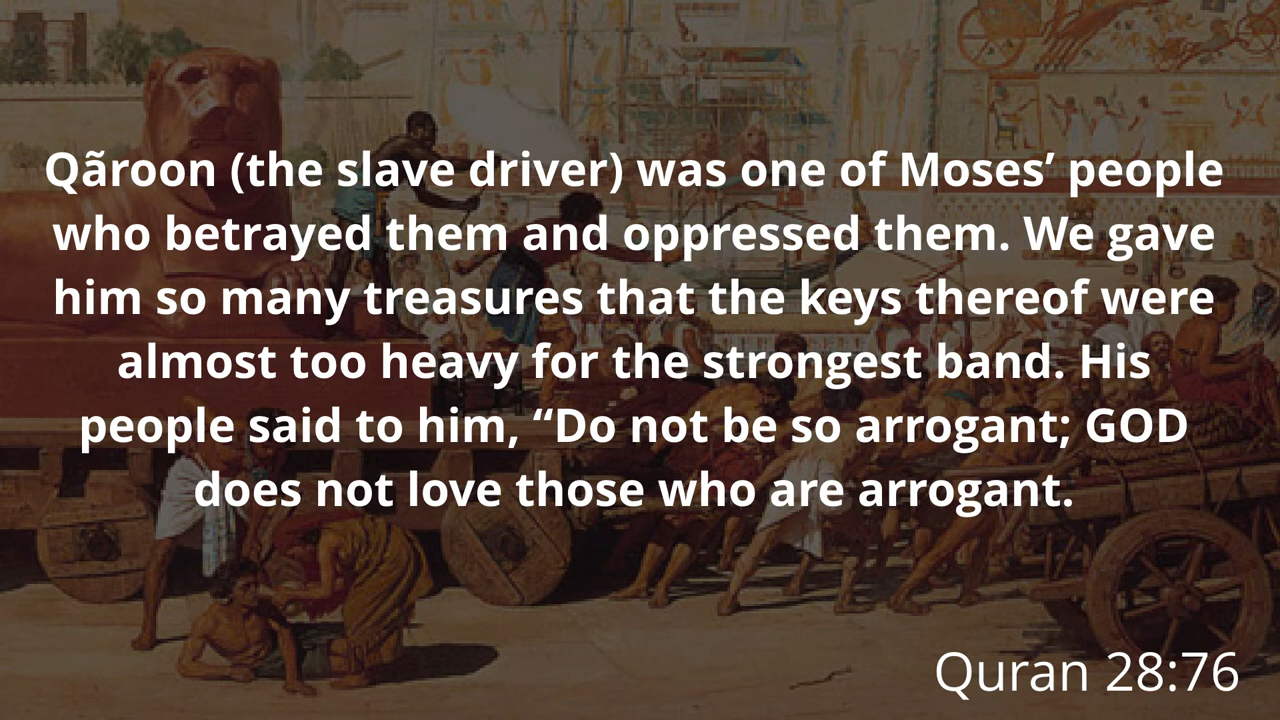 Qãroon (the slave driver) was one of Moses’ people
who betrayed them and oppressed them. We gave
him so many treasures that the keys thereof were
almost too heavy for the strongest band. His
people said to him, “Do not be so arrogant; GOD
does not love those who are arrogant.
Quran 28:76